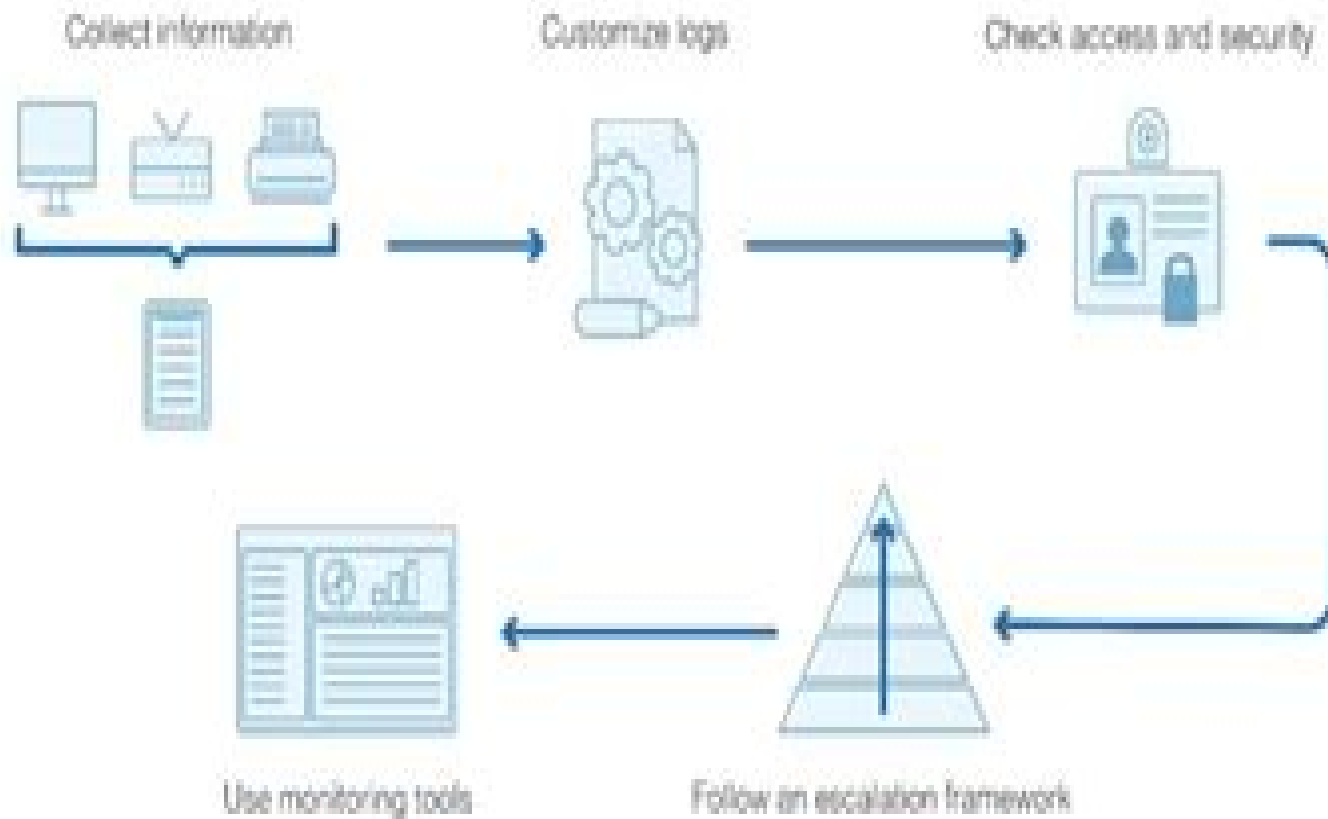 Collect information
Customize logs
Check access and security
Follow an escalation framework
Use monitoring tools